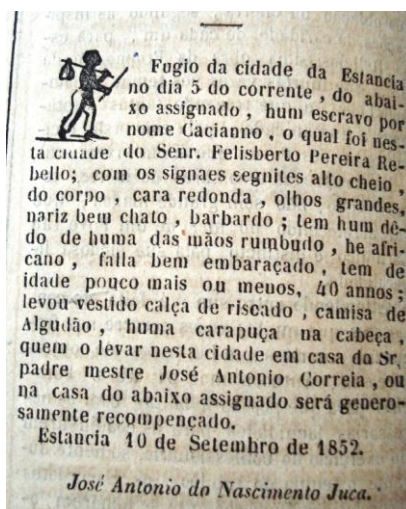 Fugio da cidade da Estancia
no dia 5 do corrente , do abai-
xo assignado , hum escravo por
nome Cacianno , o qual foi nes-
ta cidade do Senr. Felisberto Pereira Re-
bello; com os signaes segnites alto cheio ,
do corpo , cara redonda , olhos grandes,
nariz bem chato , barbardo ; tem hum dê-
do de huma das mãos rumbudo , he afri-
cano , falla bem embaraçado , tem de
idade pouco mais ou menos, 40 annos ;
levou vestido calça de riscado , camisa de
Algudão , huma carapuça na cabeça ,
quem o levar nesta cidade em casa do Sr.
padre mestre José Antonio Correia , ou
na casa do abaixo assignado será genero-
samente recompençado.
Estancia 10 de Setembro de 1852.
José Antonio do Nascimento Juca.